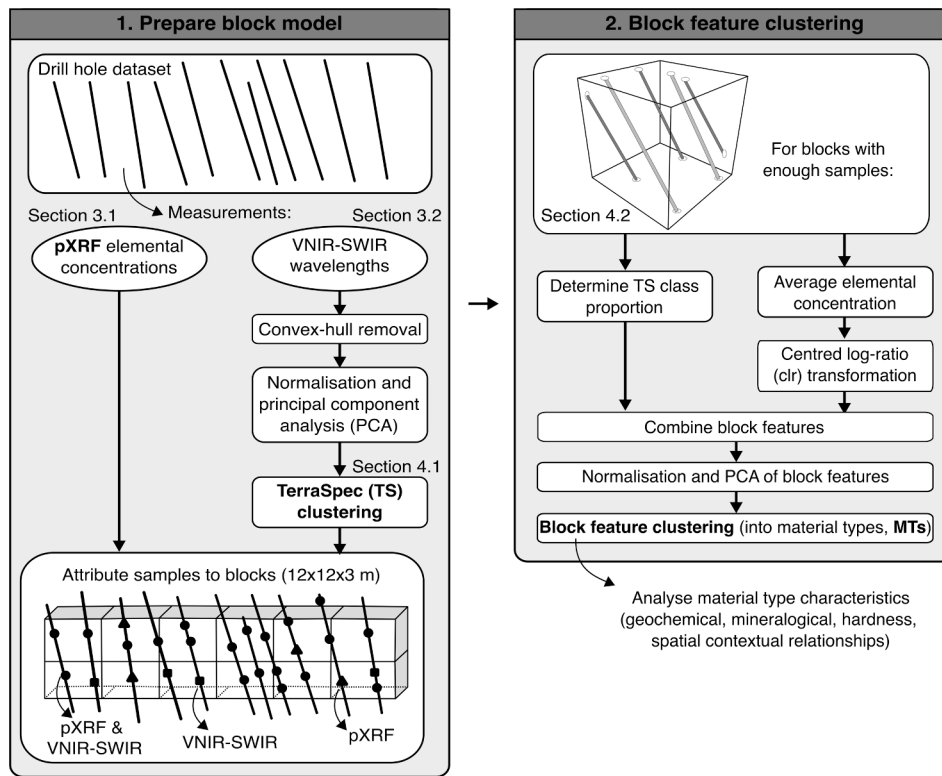 1. Prepare block model
Drill hole dataset
Measurements:
Section 3.1
Section 3.2
pXRF elemental
concentrations
VNIR-SWIR
wavelengths
Convex-hull removal
Normalisation and
principal component
analysis (PCA)
Section 4.1
TerraSpec (TS)
clustering
Attribute samples to blocks (12x12x3 m)
pXRF &
VNIR-SWIR
VNIR-SWIR
pXRF
2. Block feature clustering
For blocks with
enough samples:
Section 4.2
Determine TS class
proportion
Average elemental
concentration
Centred log-ratio
(clr) transformation
Combine block features
Normalisation and PCA of block features
Block feature clustering (into material types, MTs)
Analyse material type characteristics
(geochemical, mineralogical, hardness,
spatial contextual relationships)